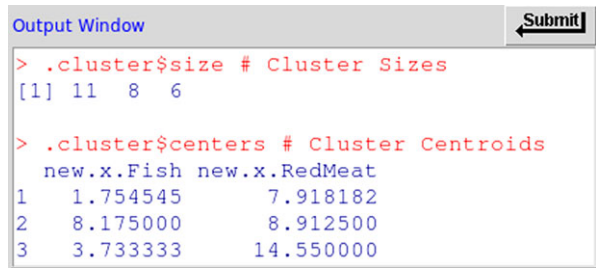 Output Window
Submit
> .cluster$size # Cluster Sizes
[1] 11 8 6
> .cluster$centers # Cluster Centroids
new.x.Fish new.x.RedMeat
1 1.754545 7.918182
2 8.175000 8.912500
3 3.733333 14.550000